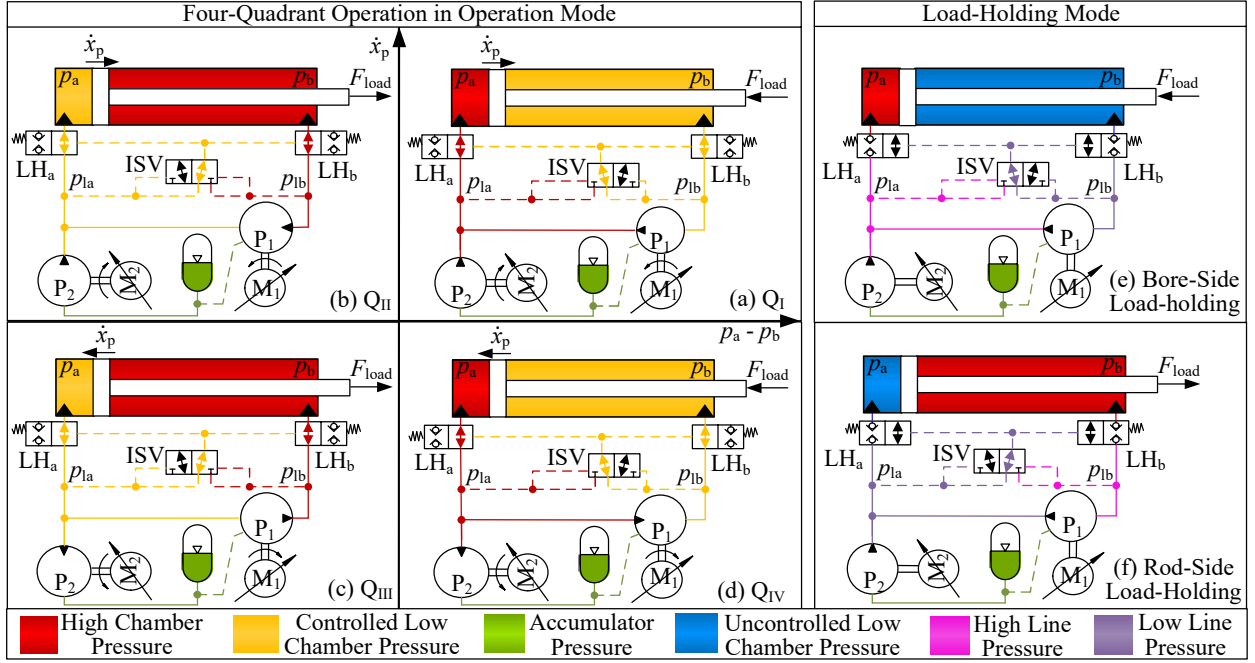 Four-Quadrant Operation in Operation Mode
Load-Holding Mode
ẋp
ẋp
pa
pb
Fload
LHa
ISV
LHb
pla
plb
P1
P2
M2
M1
(b) QII
ẋp
pa
pb
Fload
LHa
ISV
LHb
pla
plb
P1
P2
M2
M1
(a) QI
pa - pb
pa
pb
Fload
LHa
ISV
LHb
pla
plb
P1
P2
M2
M1
(e) Bore-Side
Load-holding
ẋp
pa
pb
Fload
LHa
ISV
LHb
pla
plb
P1
P2
M2
M1
(c) QIII
ẋp
pa
pb
Fload
LHa
ISV
LHb
pla
plb
P1
P2
M2
M1
(d) QIV
pa
pb
Fload
LHa
ISV
LHb
pla
plb
P1
P2
M2
M1
(f) Rod-Side
Load-Holding
High Chamber
Pressure
Controlled Low
Chamber Pressure
Accumulator
Pressure
Uncontrolled Low
Chamber Pressure
High Line
Pressure
Low Line
Pressure